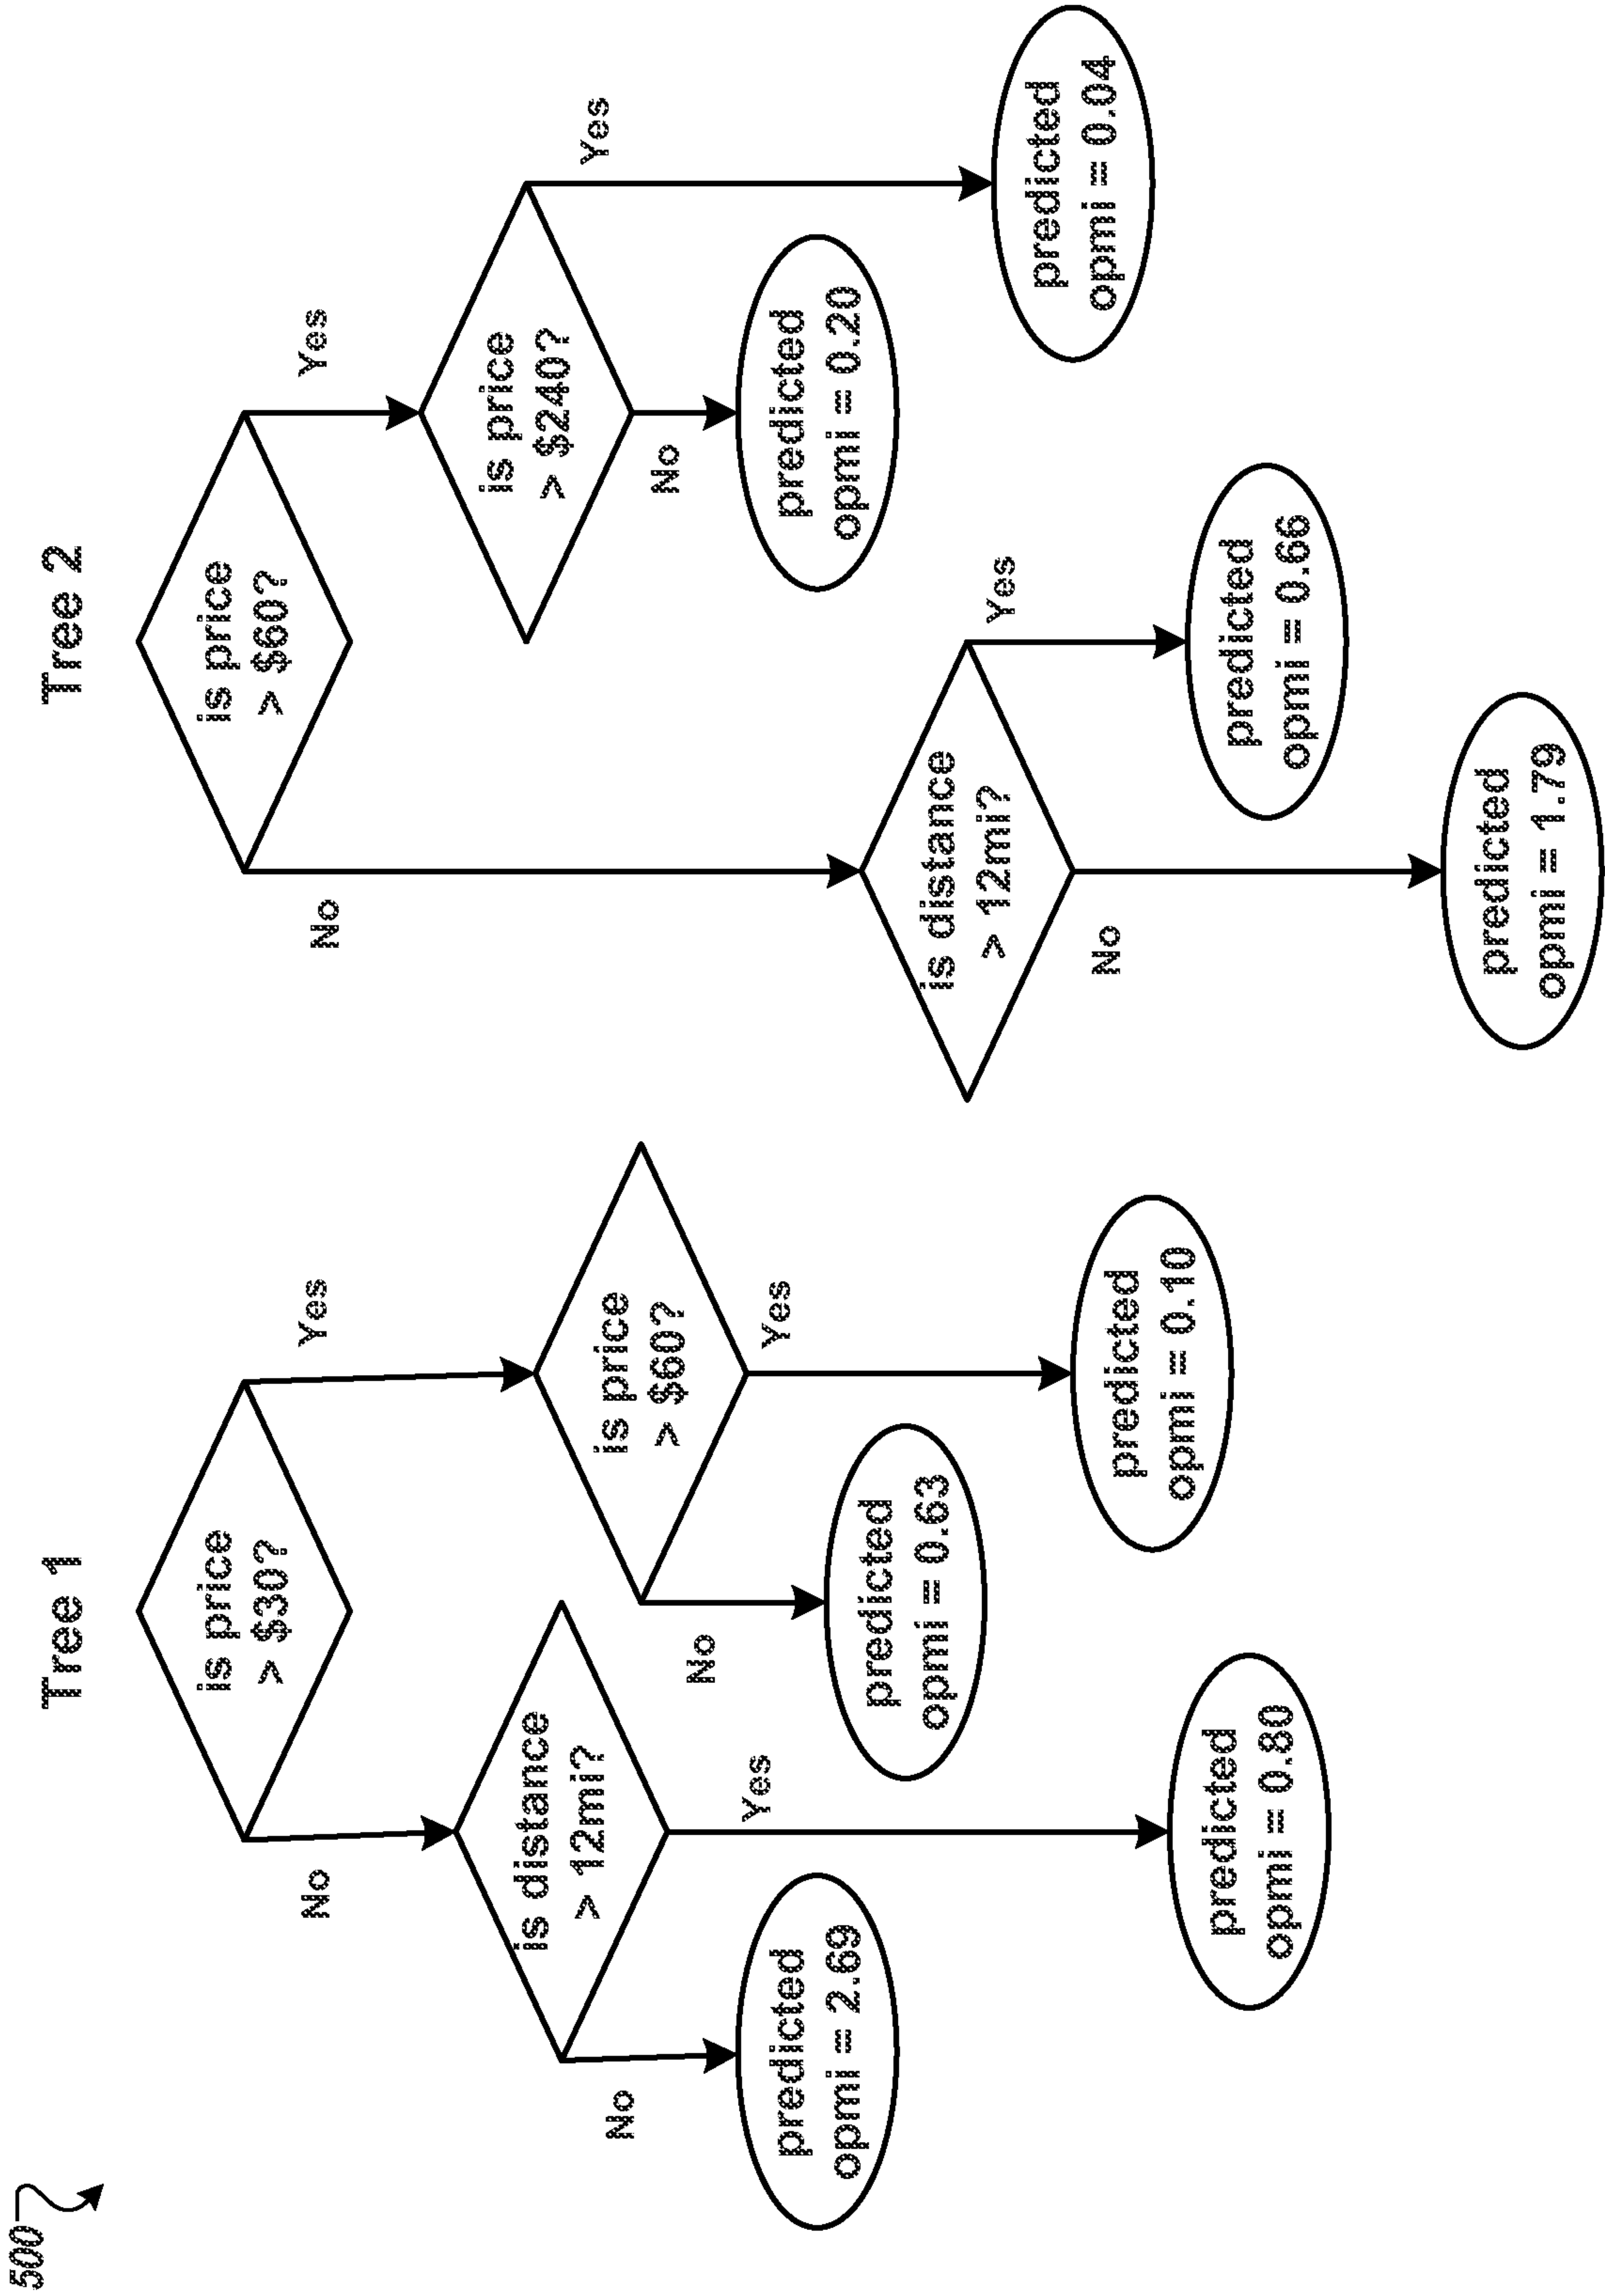 500
Tree 1
is price
> $30?
No
Yes
is distance
> 12mi?
is price
> $60?
No
Yes
No
Yes
predicted
opmi = 2.69
predicted
opmi = 0.80
predicted
opmi = 0.63
predicted
opmi = 0.10
Tree 2
is price
> $60?
No
Yes
is price
> $240?
No
Yes
predicted
opmi = 0.20
predicted
opmi = 0.04
is distance
> 12mi?
No
Yes
predicted
opmi = 1.79
predicted
opmi = 0.66